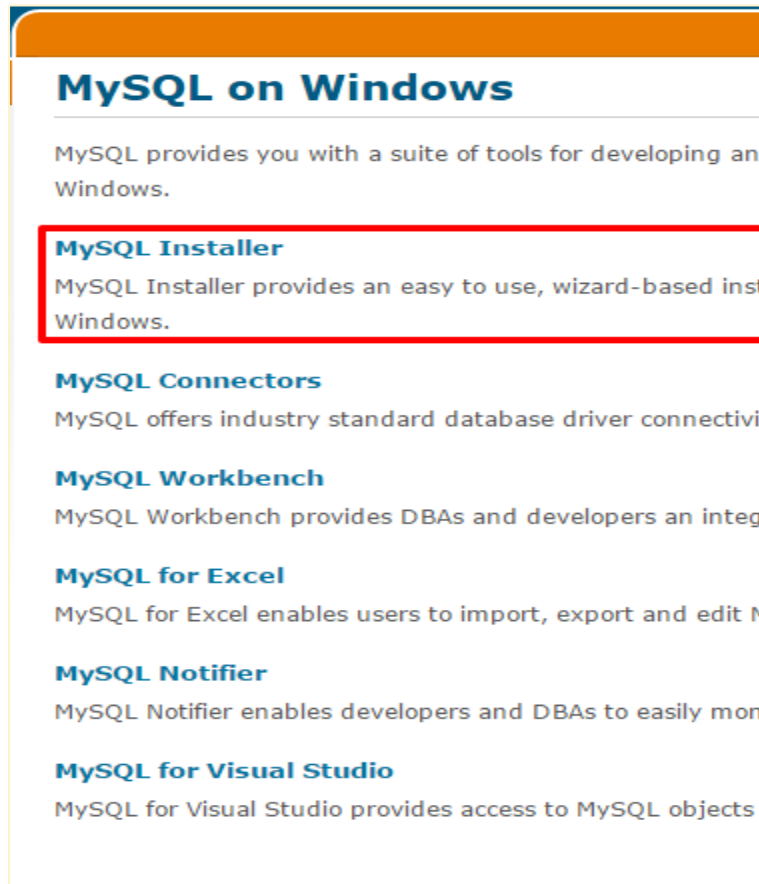 MySQL on Windows
MySQL provides you with a suite of tools for developing an
Windows.
MySQL Installer
MySQL Installer provides an easy to use, wizard-based inst
Windows.
MySQL Connectors
MySQL offers industry standard database driver connectivi
MySQL Workbench
MySQL Workbench provides DBAs and developers an integ
MySQL for Excel
MySQL for Excel enables users to import, export and edit
MySQL Notifier
MySQL Notifier enables developers and DBAs to easily mon
MySQL for Visual Studio
MySQL for Visual Studio provides access to MySQL objects